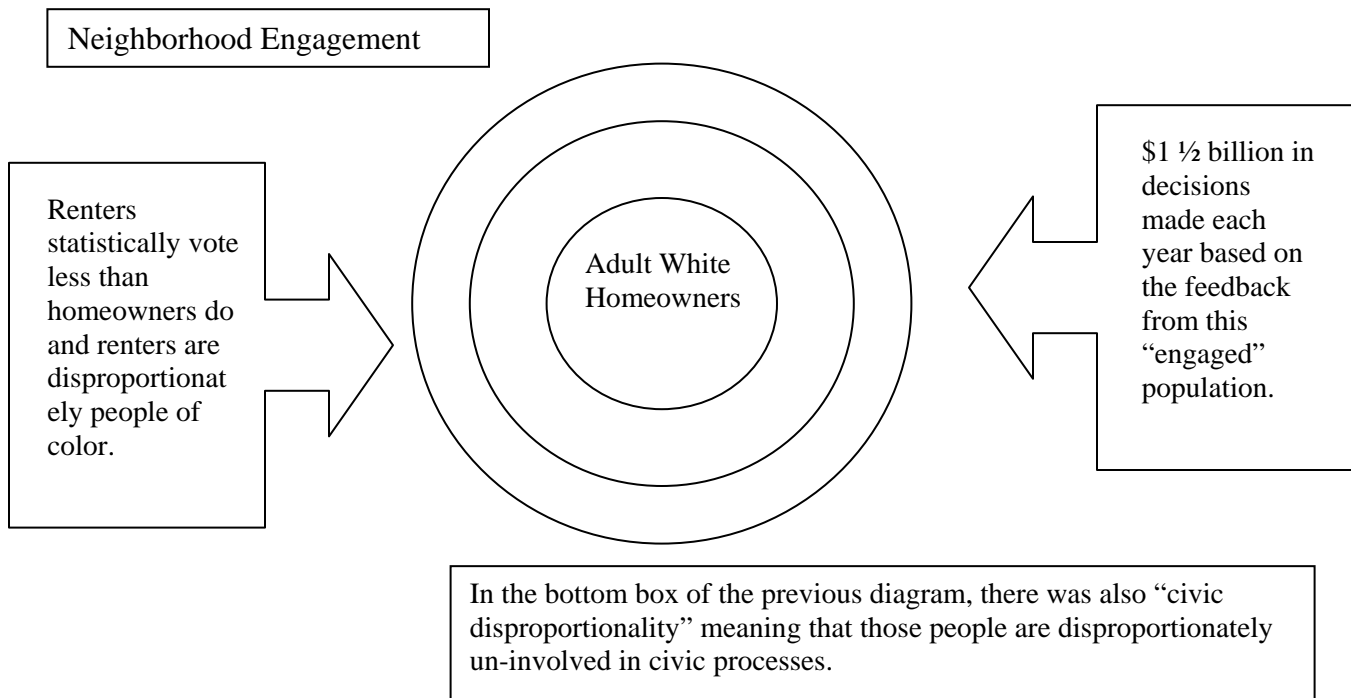 Neighborhood Engagement
Renters
statistically vote
less than
homeowners do
and renters are
disproportionat
ely people of
color.
Adult White
Homeowners
$1 ½ billion in
decisions
made each
year based on
the feedback
from this
“engaged”
population.
In the bottom box of the previous diagram, there was also “civic
disproportionality” meaning that those people are disproportionately
un-involved in civic processes.